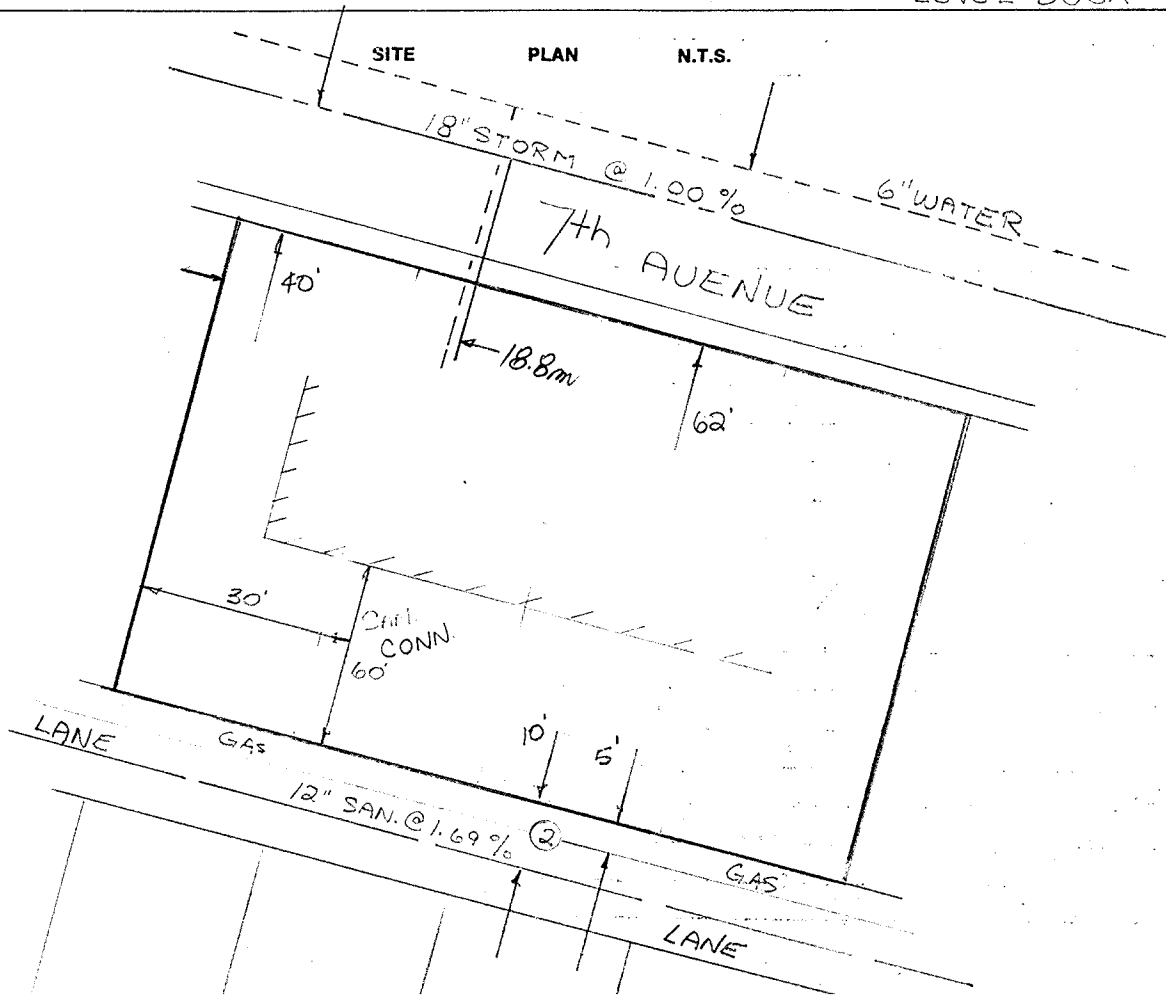 SITE PLAN N.T.S.
18" STORM @ 1.00%
6" WATER
7th AVENUE
40'
18.8m
62'
30'
CONN.
60'
LANE
GAS
10'
5'
12" SAN. @ 1.69%
2
GAS
LANE